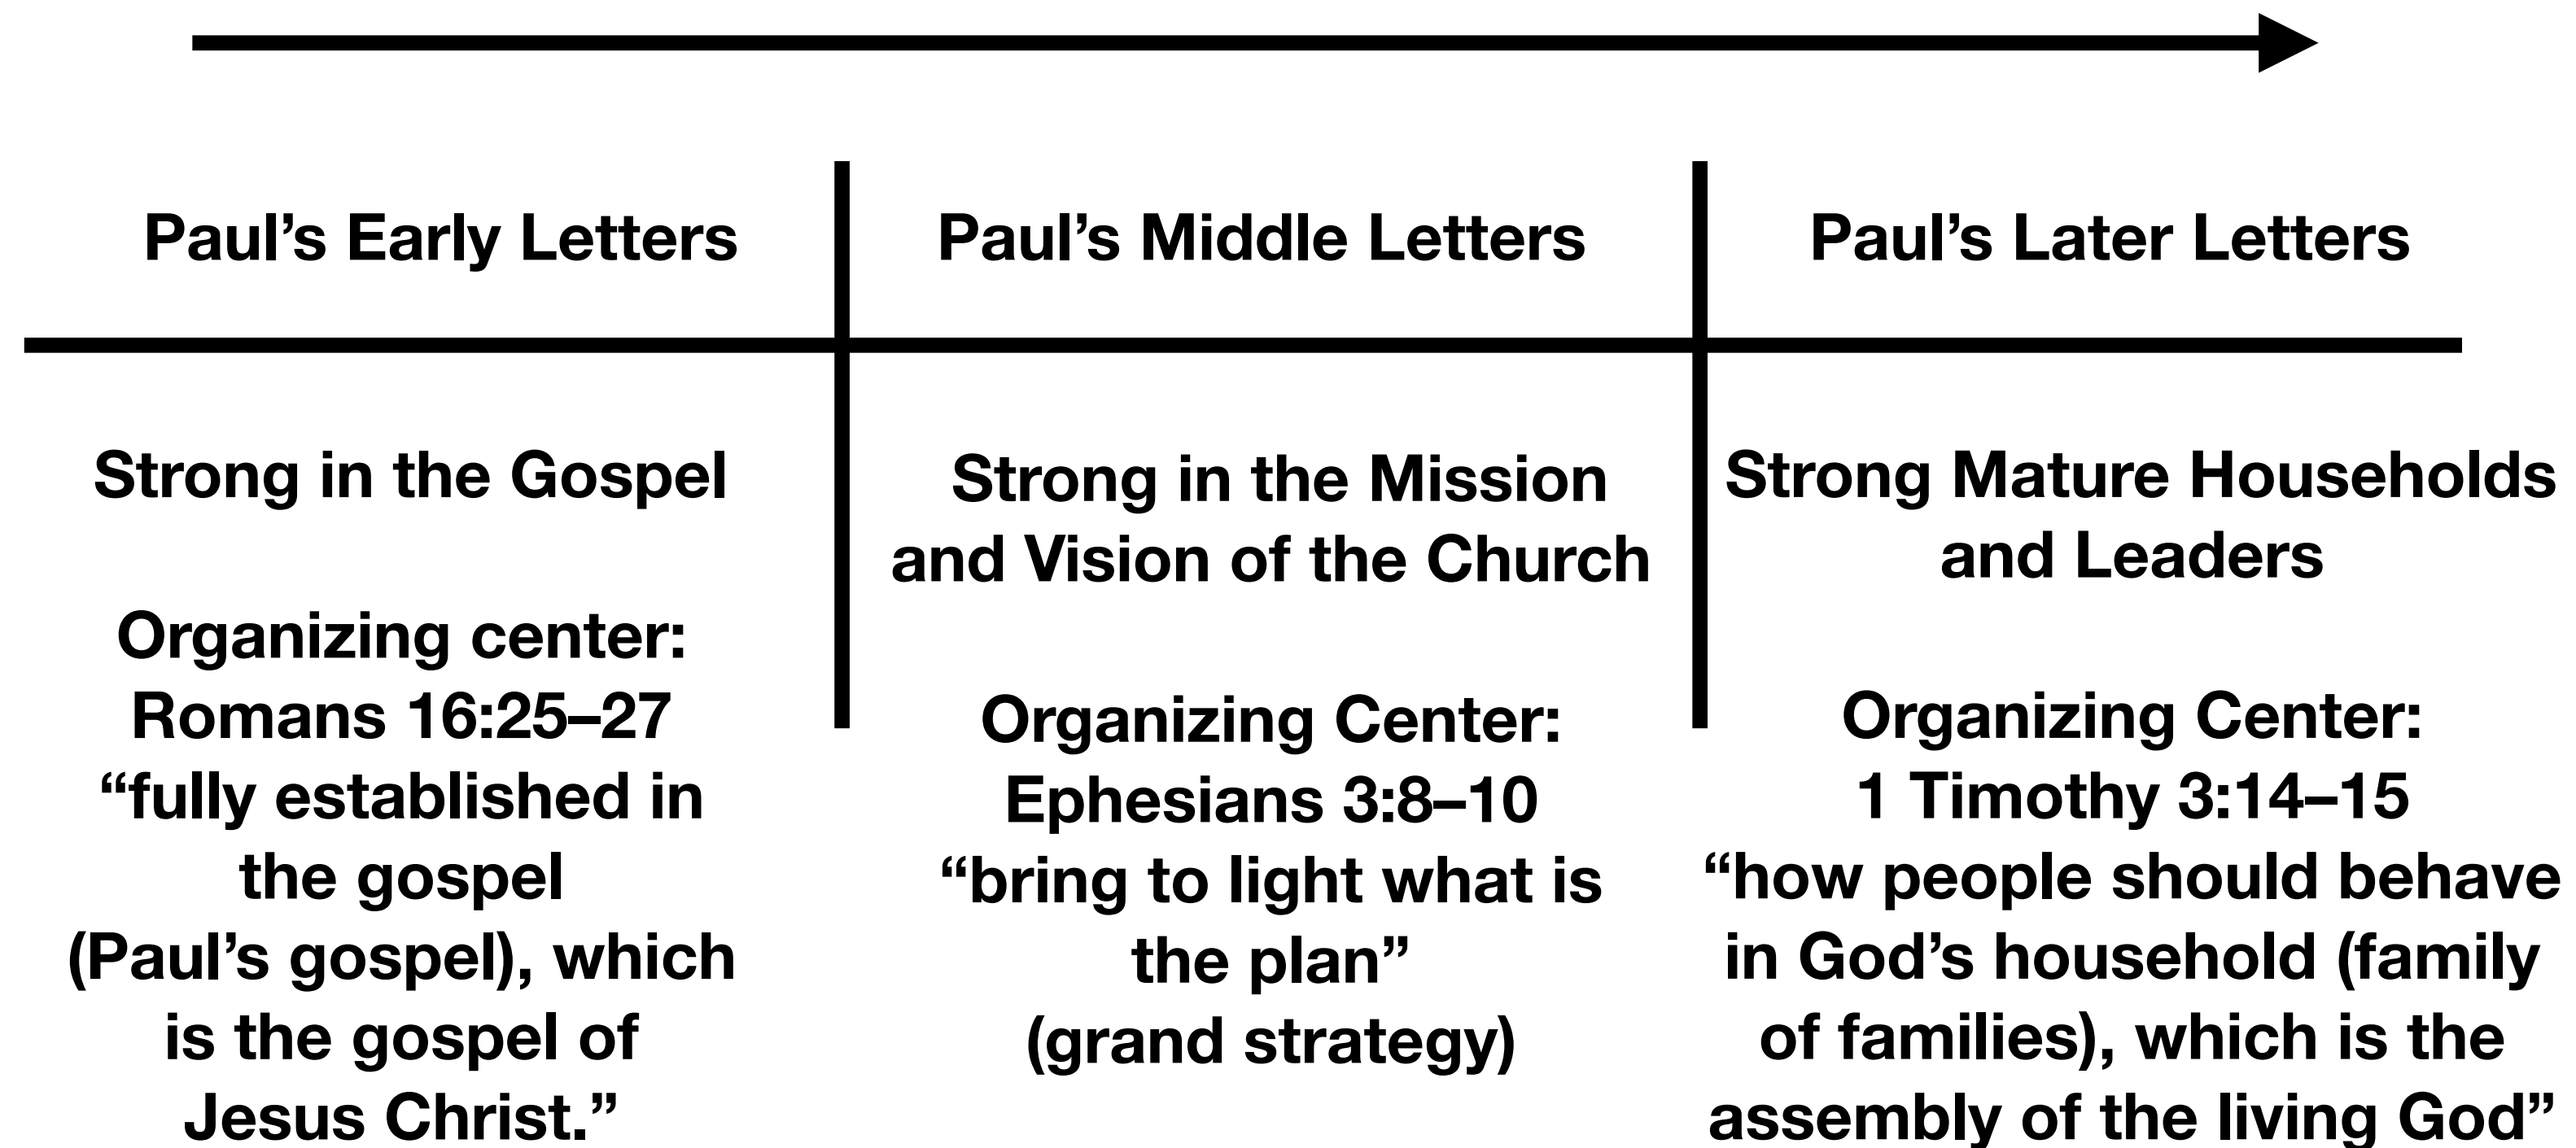 Paul’s Early Letters
Paul’s Middle Letters
Paul’s Later Letters
Strong in the Gospel
Organizing center:
Romans 16:25–27
“fully established in
the gospel
(Paul’s gospel), which
is the gospel of
Jesus Christ.”
Strong in the Mission
and Vision of the Church
Organizing Center:
Ephesians 3:8–10
“bring to light what is
the plan”
(grand strategy)
Strong Mature Households
and Leaders
Organizing Center:
1 Timothy 3:14–15
“how people should behave
in God’s household (family
of families), which is the
assembly of the living God”